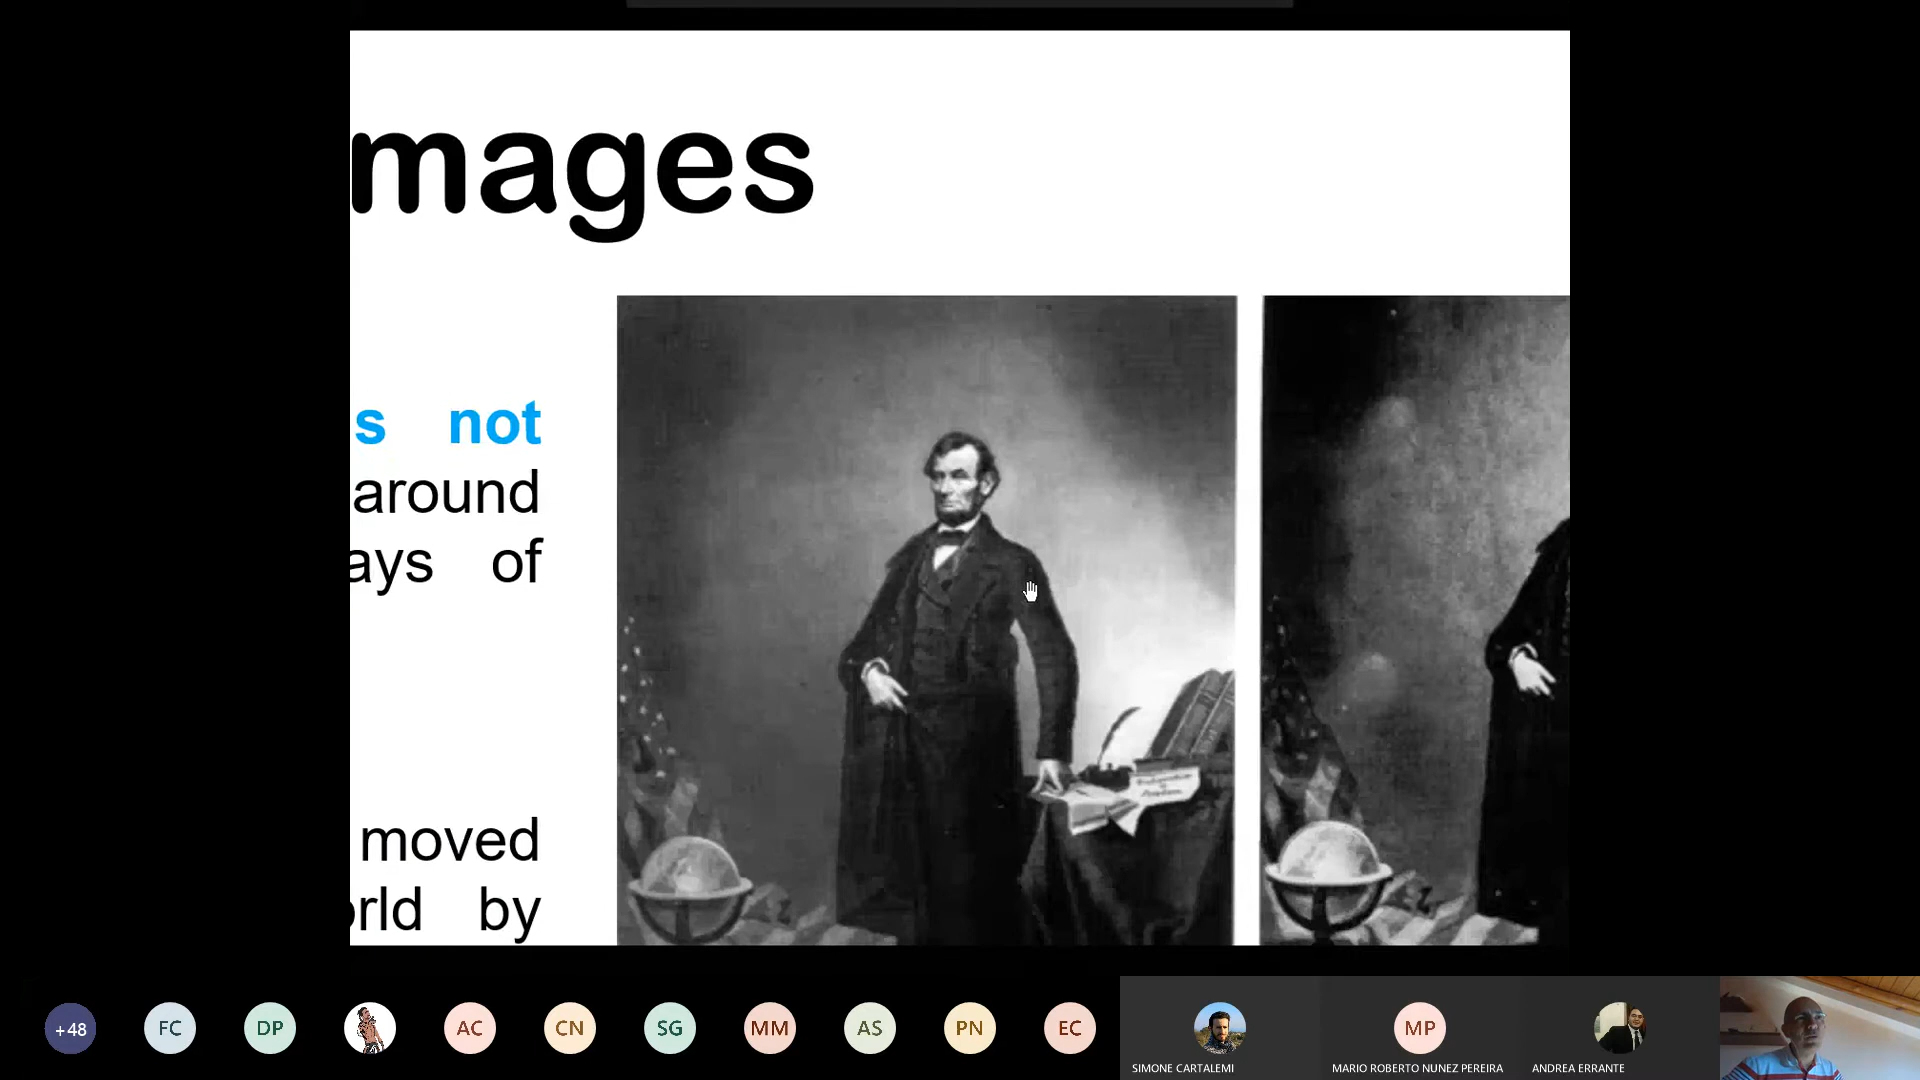 mages
s not
around
ays of
moved
orld by
+48
FC
DP
AC
CN
SG
MM
AS
PN
EC
MP
SIMONE CARTALEMI
MARIO ROBERTO NUNEZ PEREIRA
ANDREA ERRANTE